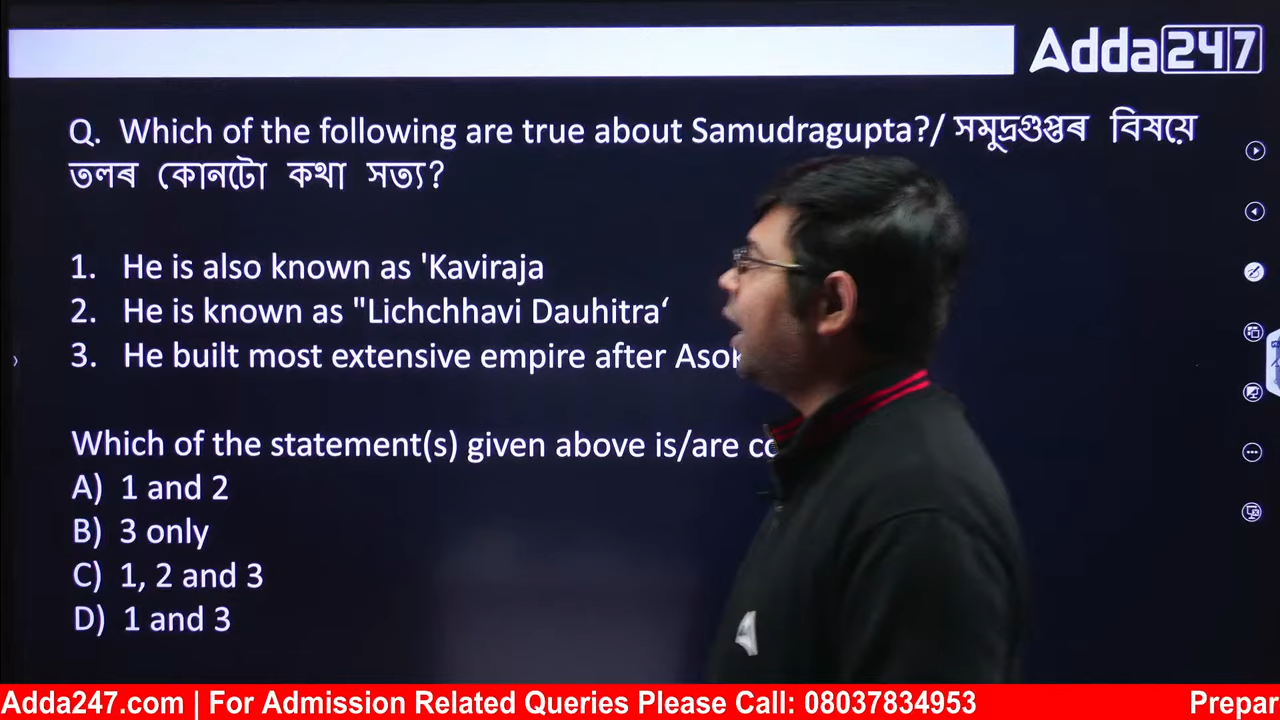 Adda247
Q. Which of the following are true about Samudragupta?/ সমুদ্ৰগুপ্তৰ বিষয়ে
তলৰ কোনটো কথা সত্য?
1. He is also known as 'Kaviraja
2. He is known as "Lichchhavi Dauhitra‘
3. He built most extensive empire after
Which of the statement(s) given above is/are
A) 1 and 2
B) 3 only
C) 1, 2 and 3
D) 1 and 3
Adda247.com | For Admission Related Queries Please Call: 08037834953 Prepar